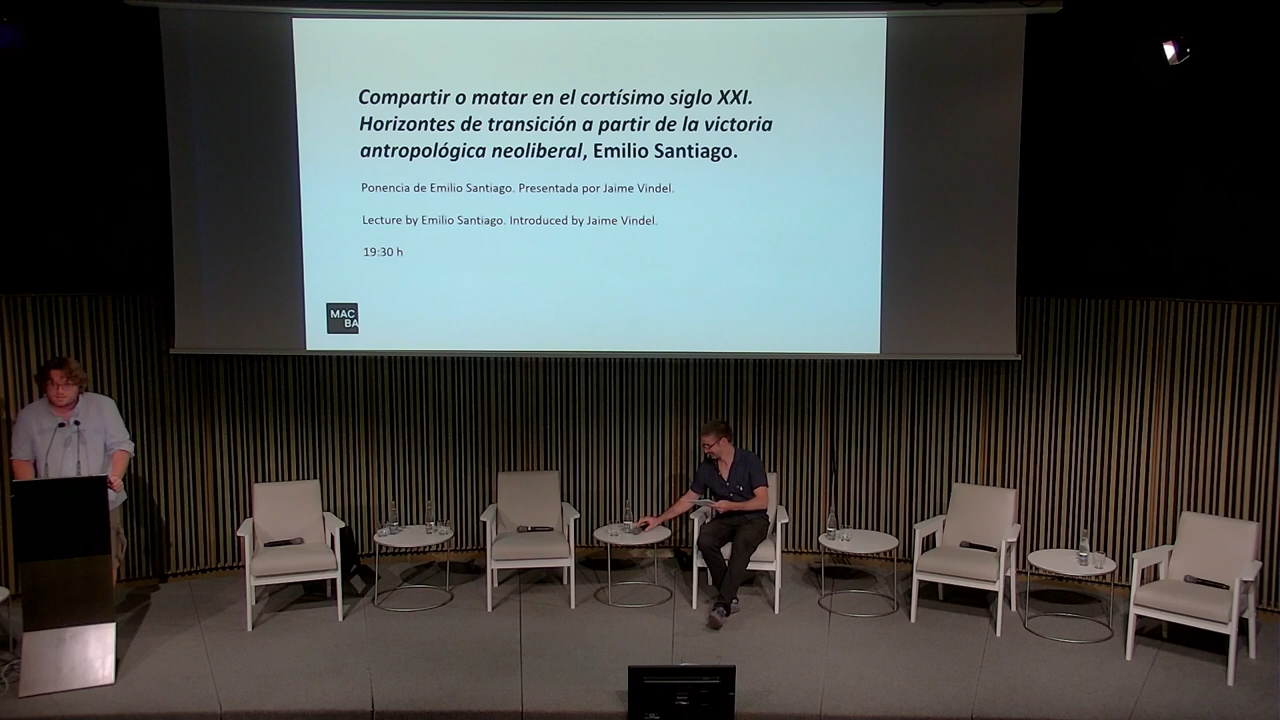 Compartir o matar en el cortísimo siglo XXI.
Horizontes de transición a partir de la victoria
antropológica neoliberal, Emilio Santiago.
Ponencia de Emilio Santiago. Presentada por Jaime Vindel.
Lecture by Emilio Santiago. Introduced by Jaime Vindel.
19:30 h
MAC
BA